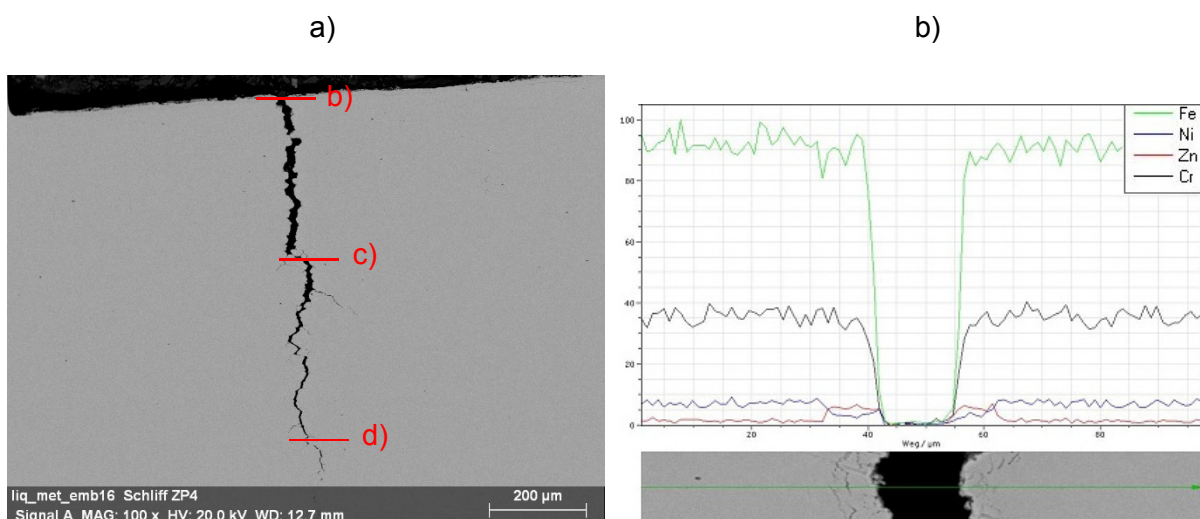 a)
b)
b)
c)
d)
liq_met_emb16 Schliff ZP4
200 µm
Signal A MAG: 100 x HV: 20.0 kV WD: 12.7 mm
Fe
Ni
Zn
Cr
100
80
60
40
20
0
20
40
60
80
Weg / µm